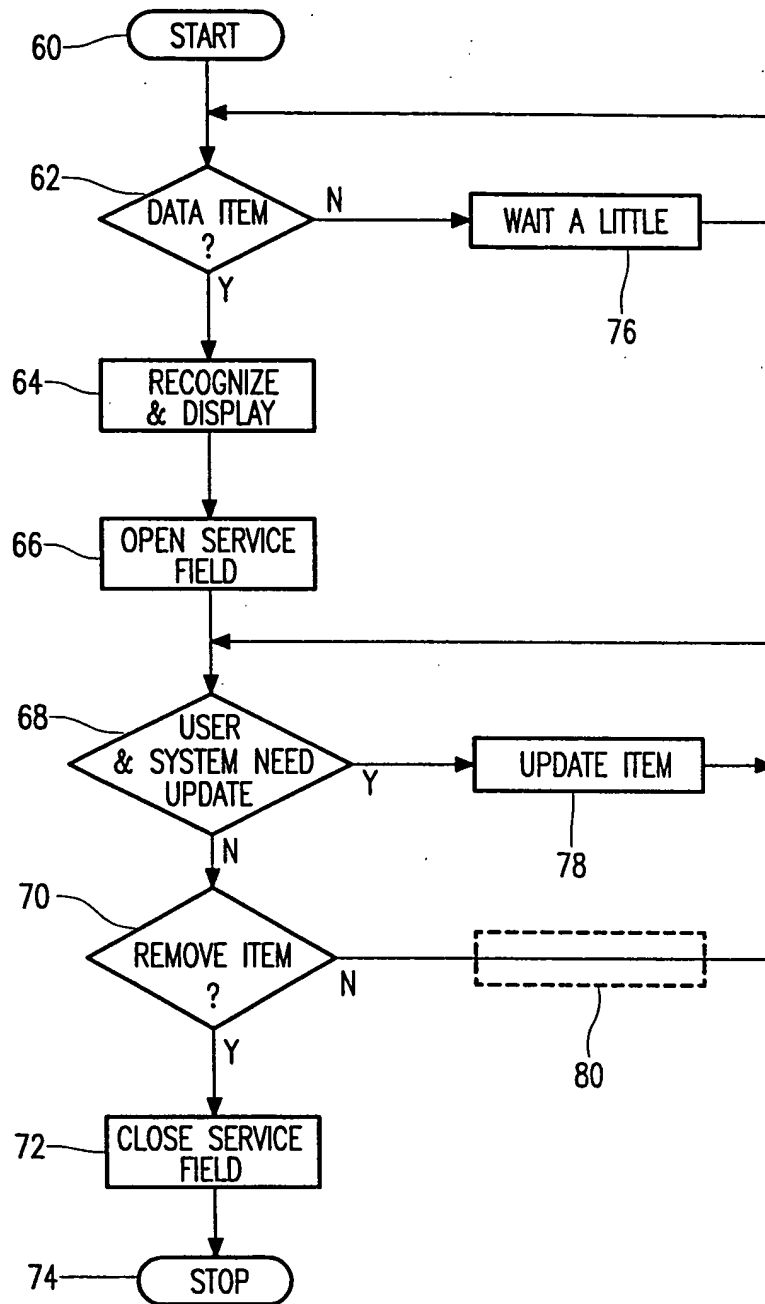 60
START
62
DATA ITEM
?
N
Y
WAIT A LITTLE
76
64
RECOGNIZE
& DISPLAY
66
OPEN SERVICE
FIELD
68
USER
& SYSTEM NEED
UPDATE
Y
N
UPDATE ITEM
78
70
REMOVE ITEM
?
N
Y
80
72
CLOSE SERVICE
FIELD
74
STOP